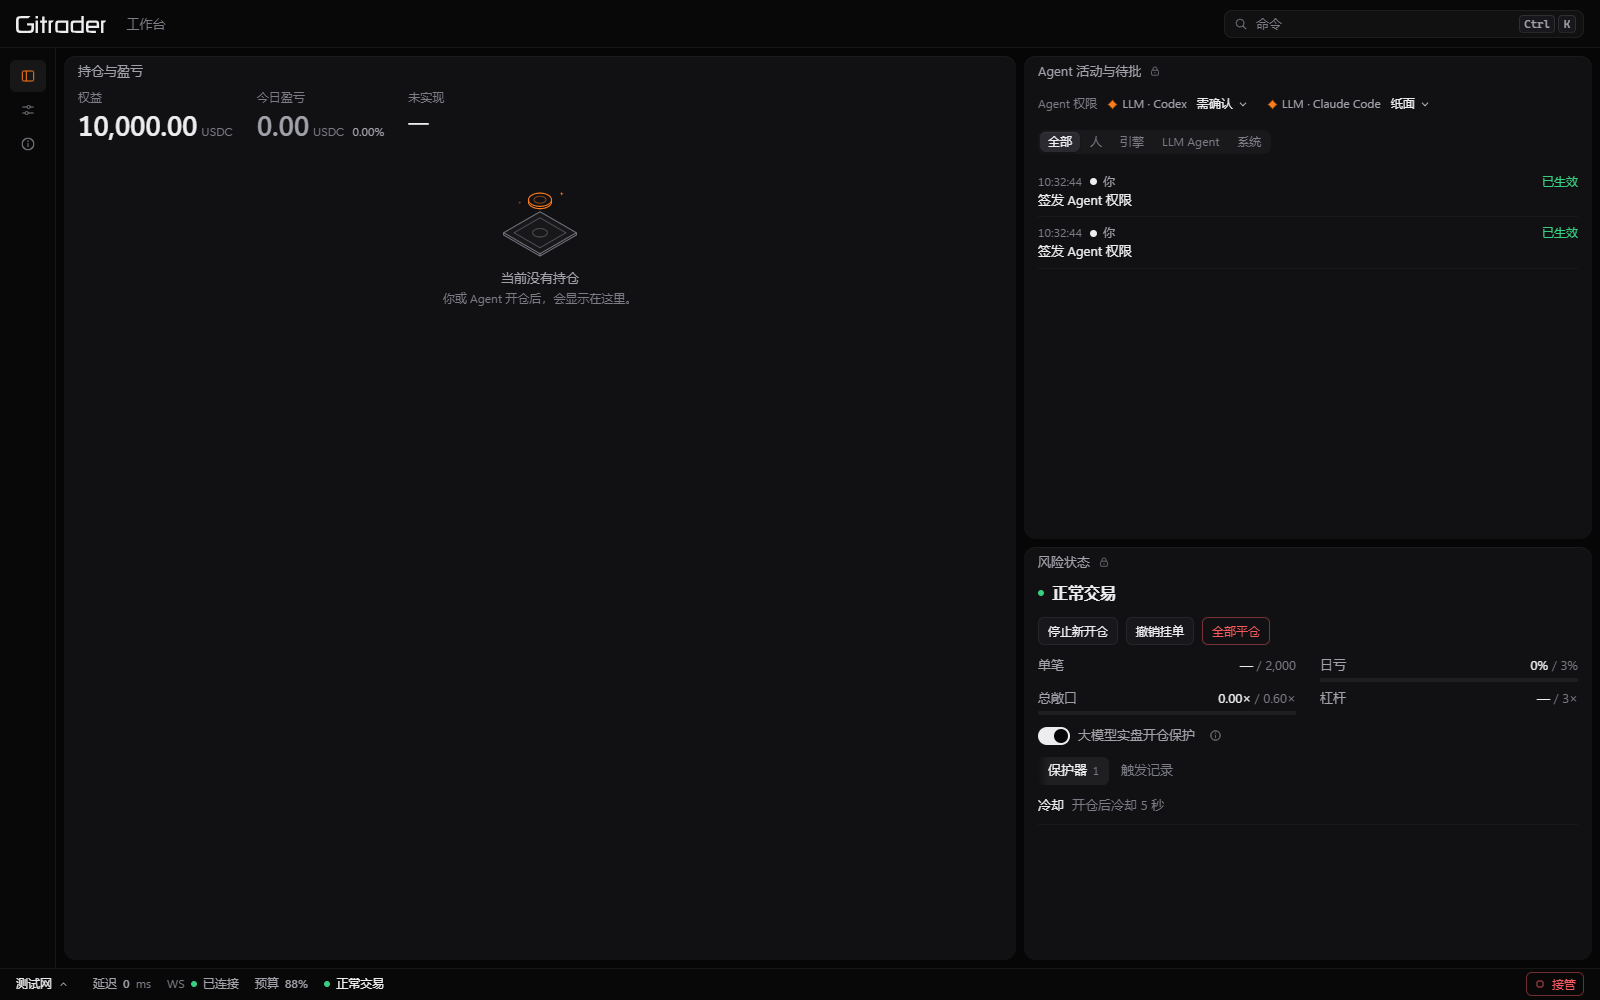 Gitrader 工作台
命令 Ctrl K
持仓与盈亏
权益 今日盈亏 未实现
10,000.00 USDC 0.00 USDC 0.00% —
当前没有持仓
你或 Agent 开仓后，会显示在这里。
Agent 活动与待批
Agent 权限 LLM · Codex 需确认 LLM · Claude Code 纸面
全部 人 引擎 LLM Agent 系统
10:32:44 你 已生效
签发 Agent 权限
10:32:44 你 已生效
签发 Agent 权限
风险状态
正常交易
停止新开仓 撤销挂单 全部平仓
单笔 — / 2,000 日亏 0% / 3%
总敞口 0.00× / 0.60× 杠杆 — / 3×
大模型实盘开仓保护
保护器 1 触发记录
冷却 开仓后冷却 5 秒
测试网 延迟 0 ms WS 已连接 预算 88% 正常交易 接管